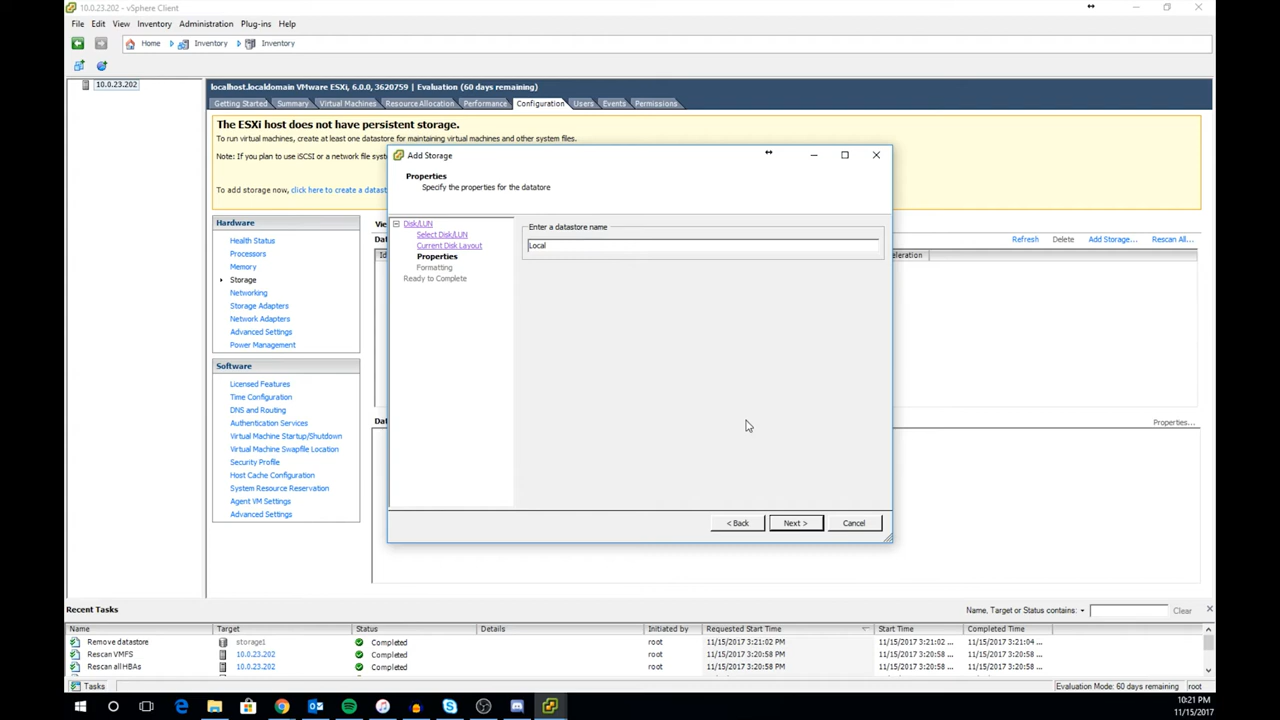 10.0.23.202 - vSphere Client
File Edit View Inventory Administration Plug-ins Help
Home Inventory Inventory
10.0.23.202
localhost.localdomain VMware ESXi, 6.0.0, 3620759 | Evaluation (60 days remaining)
Getting Started Summary Virtual Machines Resource Allocation Performance Configuration Users Events Permissions
The ESXi host does not have persistent storage.
To run virtual machines, create at least one datastore for maintaining virtual machines and other system files.
Note: If you plan to use iSCSI or a network file syst
To add storage now, click here to create a datast
Hardware
Health Status
Processors
Memory
Storage
Networking
Storage Adapters
Network Adapters
Advanced Settings
Power Management
Software
Licensed Features
Time Configuration
DNS and Routing
Authentication Services
Virtual Machine Startup/Shutdown
Virtual Machine Swapfile Location
Security Profile
Host Cache Configuration
System Resource Reservation
Agent VM Settings
Advanced Settings
Vie
Dat
Id
Refresh Delete Add Storage... Rescan All...
eleration
Dat
Properties...
Add Storage
Properties
Specify the properties for the datatore
Disk/LUN
Select Disk/LUN
Current Disk Layout
Properties
Formatting
Ready to Complete
Enter a datastore name
Local
< Back Next > Cancel
Recent Tasks
Name, Target or Status contains: Clear
Name Target Status Details Initiated by Requested Start Time Start Time Completed Time
Remove datastore storage1 Completed root 11/15/2017 3:21:02 PM 11/15/2017 3:21:02 ... 11/15/2017 3:21:04 ...
Rescan VMFS 10.0.23.202 Completed root 11/15/2017 3:20:58 PM 11/15/2017 3:20:58 ... 11/15/2017 3:20:58 ...
Rescan all HBAs 10.0.23.202 Completed root 11/15/2017 3:20:58 PM 11/15/2017 3:20:58 ... 11/15/2017 3:20:58 ...
Tasks
Evaluation Mode: 60 days remaining root
10:21 PM
11/15/2017